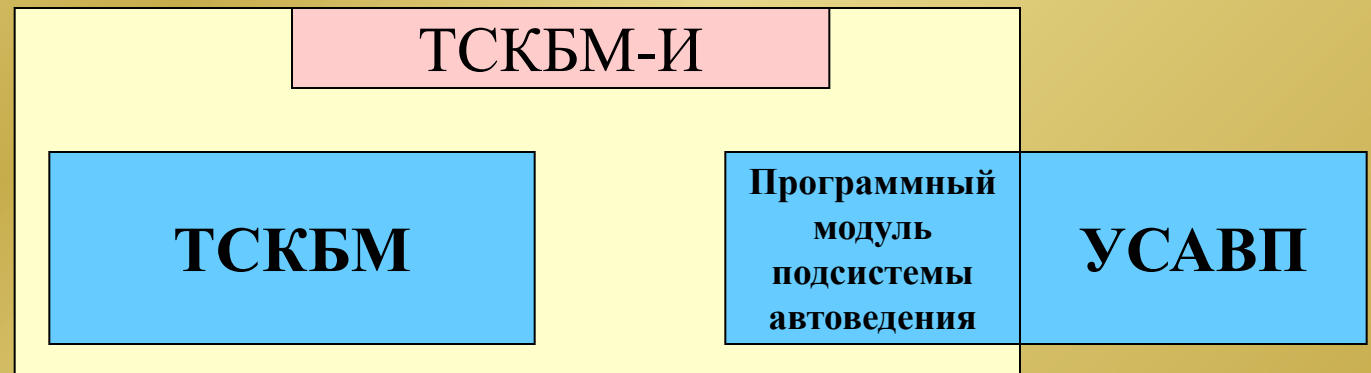 ТСКБМ-И
ТСКБМ
Программный
модуль
подсистемы
автоведения
УСАВП